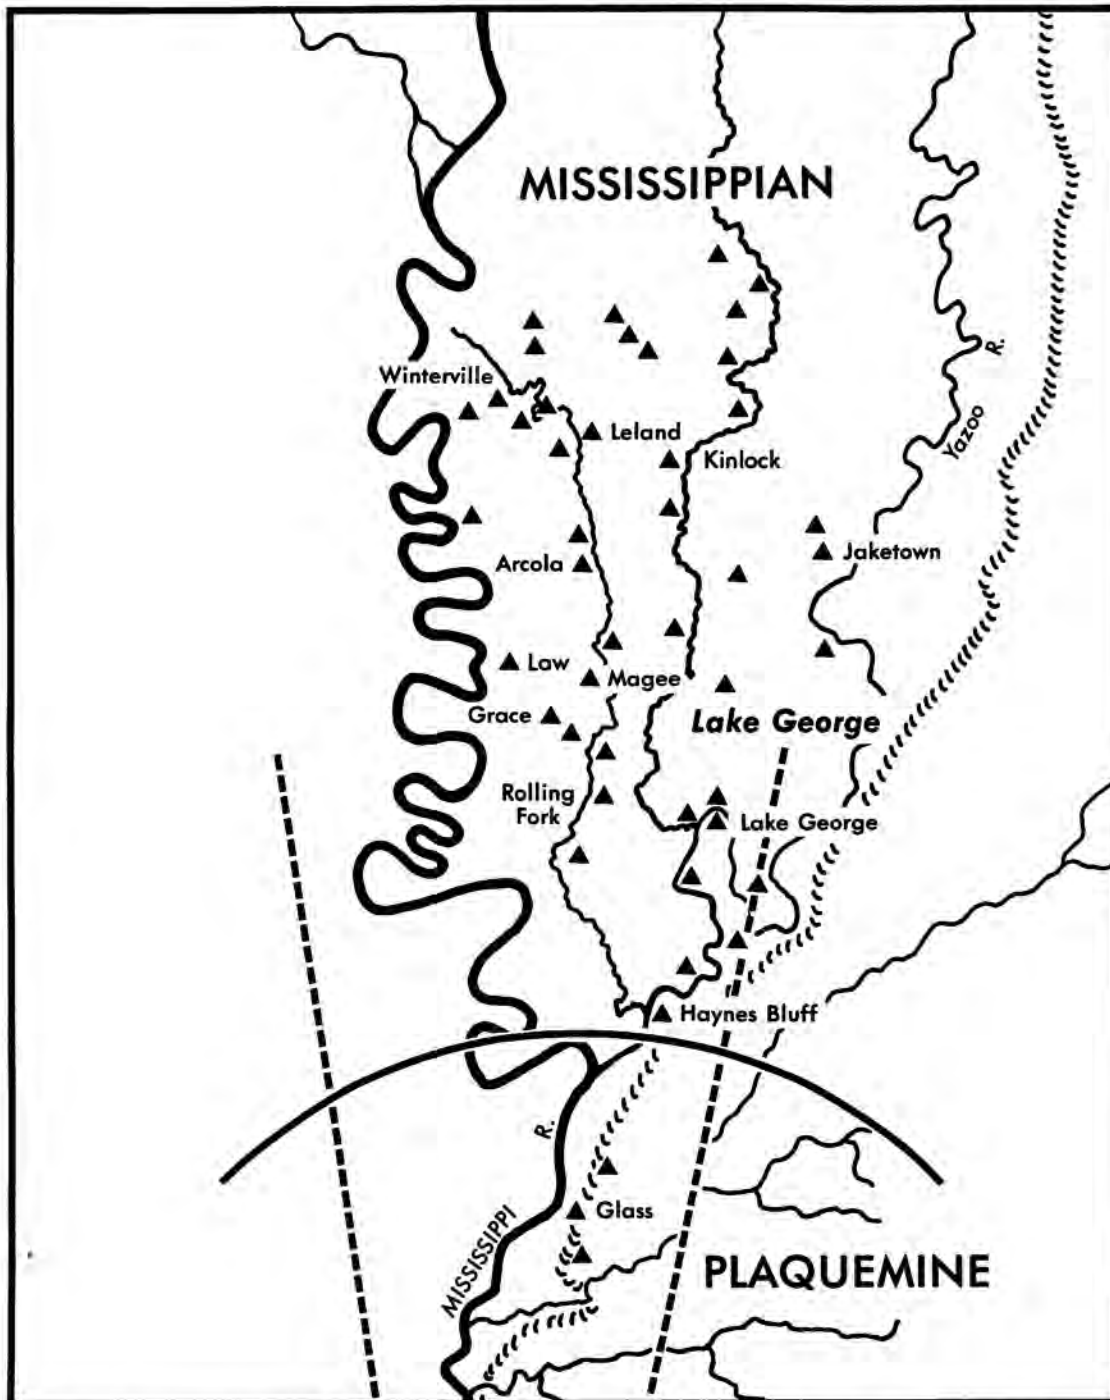 MISSISSIPPIAN
R.
Winterville
Yazoo
Leland
Kinlock
Jaketown
Arcola
Law
Magee
Grace
Lake George
Rolling
Fork
Lake George
Haynes Bluff
R.
Glass
MISSISSIPPI
PLAQUEMINE